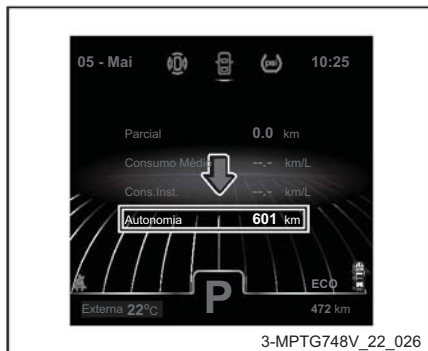 05 - Mai (psi) 10:25
Parcial 0.0 km
Consumo Médio --.- km/L
Cons.Inst. --.- km/L
Autonomia 601 km
P
ECO
Externa 22°C 472 km
3-MPTG748V_22_026